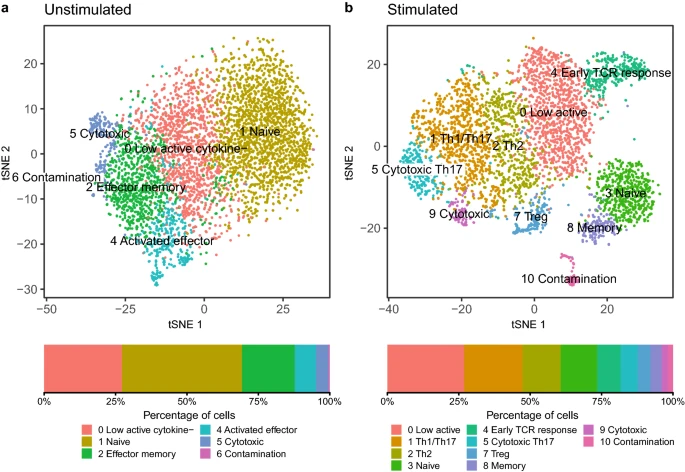 a Unstimulated
20
10
0
−10
−20
−30
tSNE 2
5 Cytotoxic
1 Naive
0 Low active cytokine−
6 Contamination
2 Effector memory
4 Activated effector
−50 −25 0 25
tSNE 1
0% 25% 50% 75% 100%
Percentage of cells
0 Low active cytokine−
1 Naive
2 Effector memory
4 Activated effector
5 Cytotoxic
6 Contamination
b Stimulated
20
0
−20
tSNE 2
4 Early TCR response
0 Low active
1 Th1/Th17
2 Th2
5 Cytotoxic Th17
3 Naive
9 Cytotoxic
7 Treg
8 Memory
10 Contamination
−40 −20 0 20
tSNE 1
0% 25% 50% 75% 100%
Percentage of cells
0 Low active
1 Th1/Th17
2 Th2
3 Naive
4 Early TCR response
5 Cytotoxic Th17
7 Treg
8 Memory
9 Cytotoxic
10 Contamination